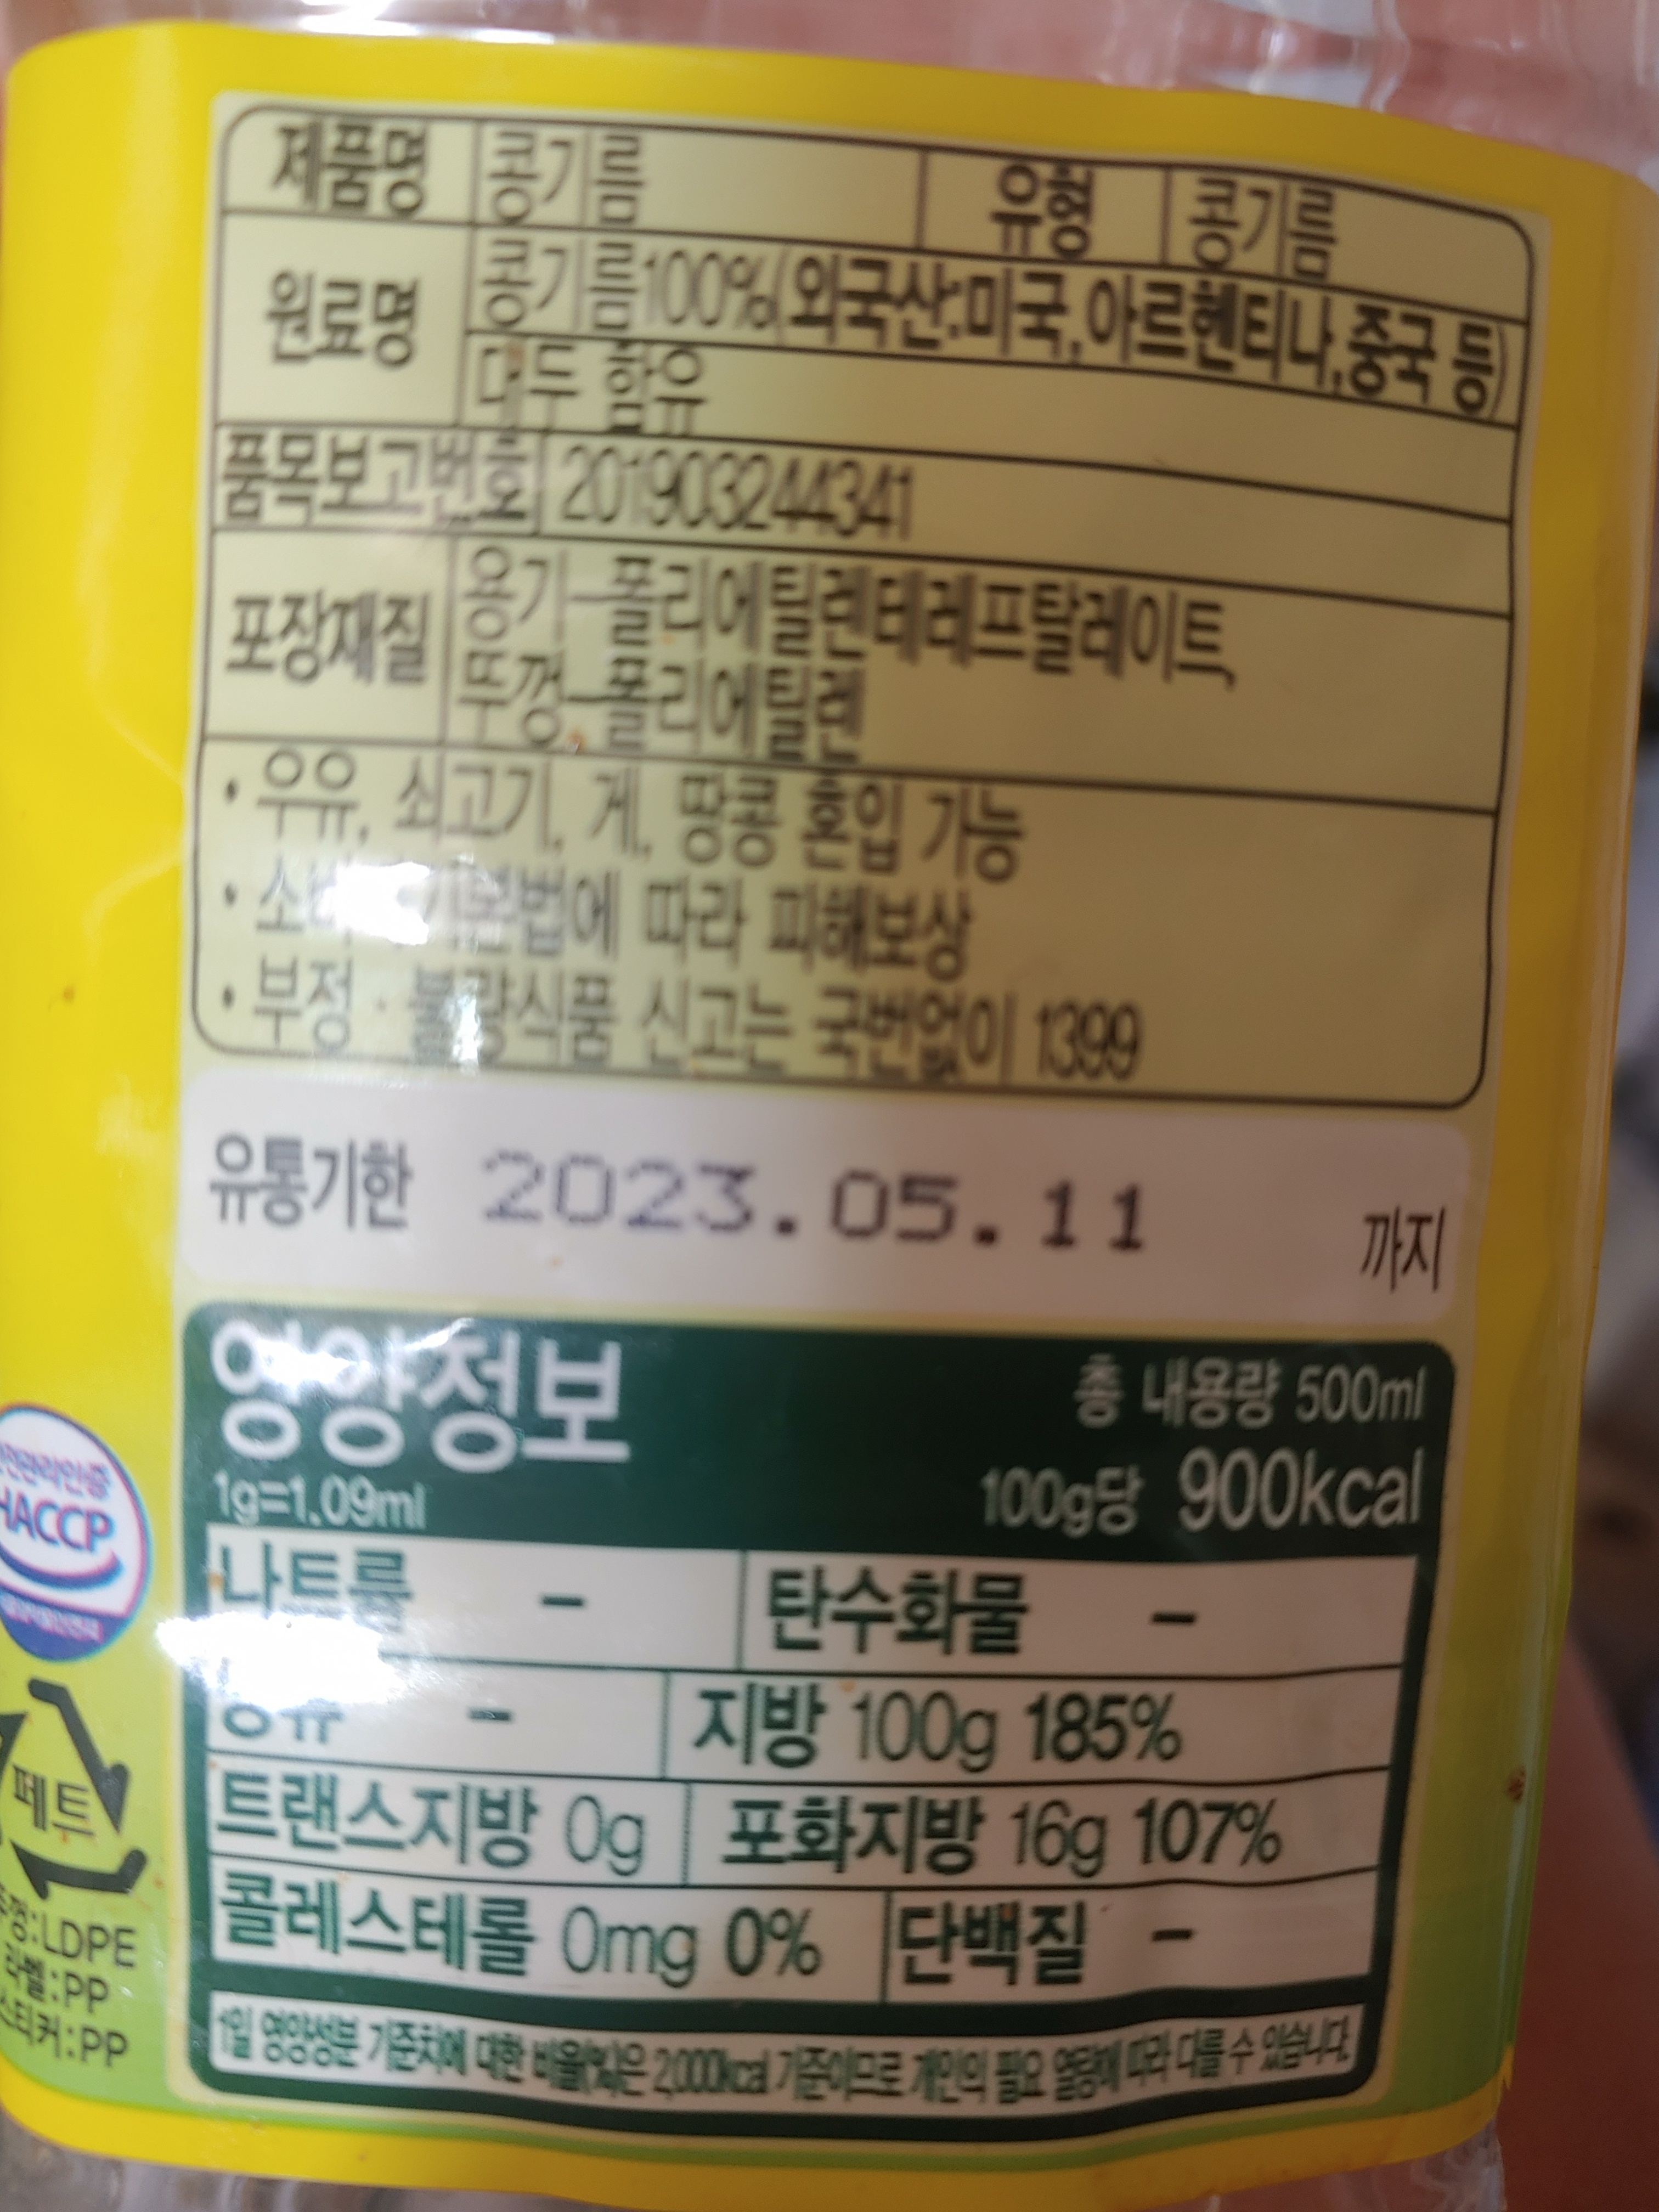 제품명 콩기름 유형 콩기름
원료명 콩기름100%(외국산:미국,아르헨티나,중국 등)
대두 함유
품목보고번호 201903244341
포장재질 용기-폴리에틸렌테레프탈레이트,
뚜껑-폴리에틸렌
• 우유, 쇠고기, 게, 땅콩 혼입 가능
• 따라 피해보상
• 부정·불량식품 신고는 국번없이 1399
유통기한 2023.05.11 까지
영양정보 총 내용량 500ml
1g=1.09ml 100g당 900kcal
나트륨 - 탄수화물 -
- 지방 100g 185%
트랜스지방 0g 포화지방 16g 107%
콜레스테롤 0mg 0% 단백질 -
1일 영양성분 기준치에 대한 비율(%)은 2,000kcal 기준이므로 개인의 필요 열량에 따라 다를 수 있습니다.
HACCP
페트
:LDPE
라벨:PP
스티커:PP